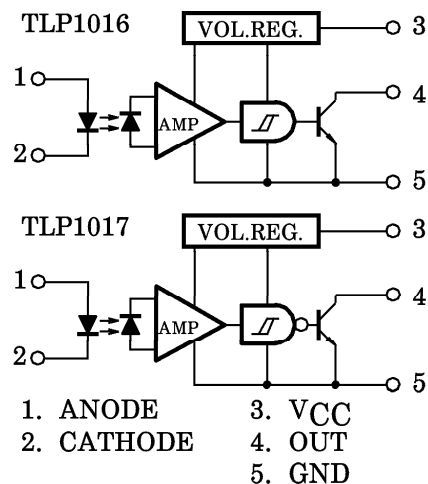 TLP1016
VOL.REG.
3
1
4
AMP
2
5
TLP1017
VOL.REG.
3
1
4
AMP
2
5
1. ANODE
2. CATHODE
3. VCC
4. OUT
5. GND